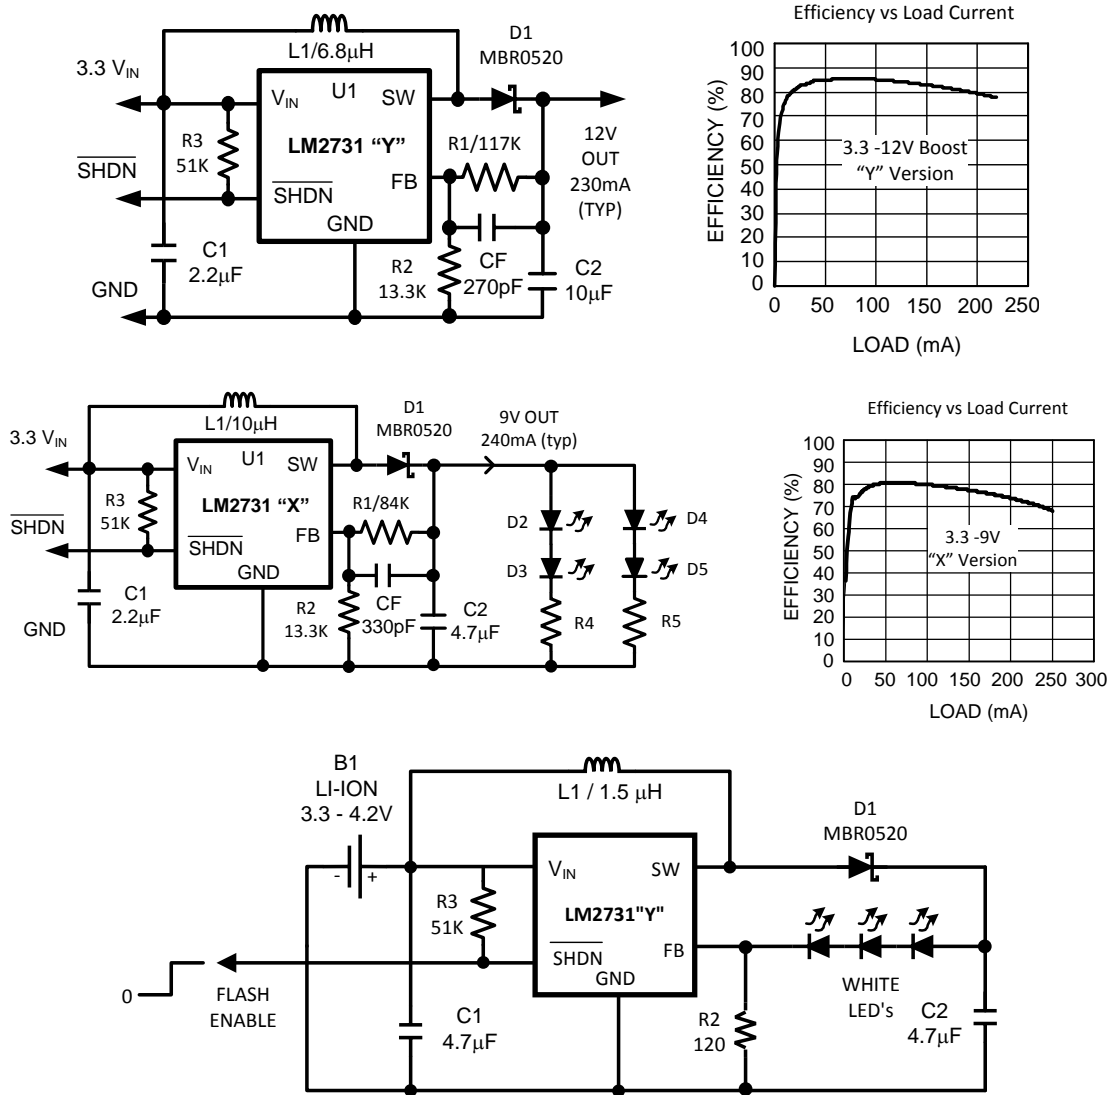 L1/6.8µH
D1
MBR0520
3.3 VIN
VIN
U1
SW
R3
51K
LM2731 “Y”
R1/117K
12V
OUT
230mA
(TYP)
SHDN
SHDN
FB
GND
C1
2.2µF
R2
13.3K
CF
270pF
C2
10µF
GND
Efficiency vs Load Current
EFFICIENCY (%)
100
90
80
70
60
50
40
30
20
10
0
3.3 -12V Boost
“Y” Version
0 50 100 150 200 250
LOAD (mA)
L1/10µH
D1
MBR0520
9V OUT
240mA (typ)
3.3 VIN
VIN
U1
SW
R3
51K
LM2731 “X”
R1/84K
SHDN
SHDN
FB
GND
C1
2.2µF
R2
13.3K
CF
330pF
C2
4.7µF
D2
D4
D3
D5
R4
R5
GND
Efficiency vs Load Current
EFFICIENCY (%)
100
90
80
70
60
50
40
30
20
10
0
3.3 -9V
“X” Version
0 50 100 150 200 250 300
LOAD (mA)
B1
LI-ION
3.3 - 4.2V
- +
L1 / 1.5 µH
D1
MBR0520
VIN
SW
R3
51K
LM2731"Y"
SHDN
FB
GND
0
FLASH
ENABLE
C1
4.7µF
R2
120
WHITE
LED's
C2
4.7µF